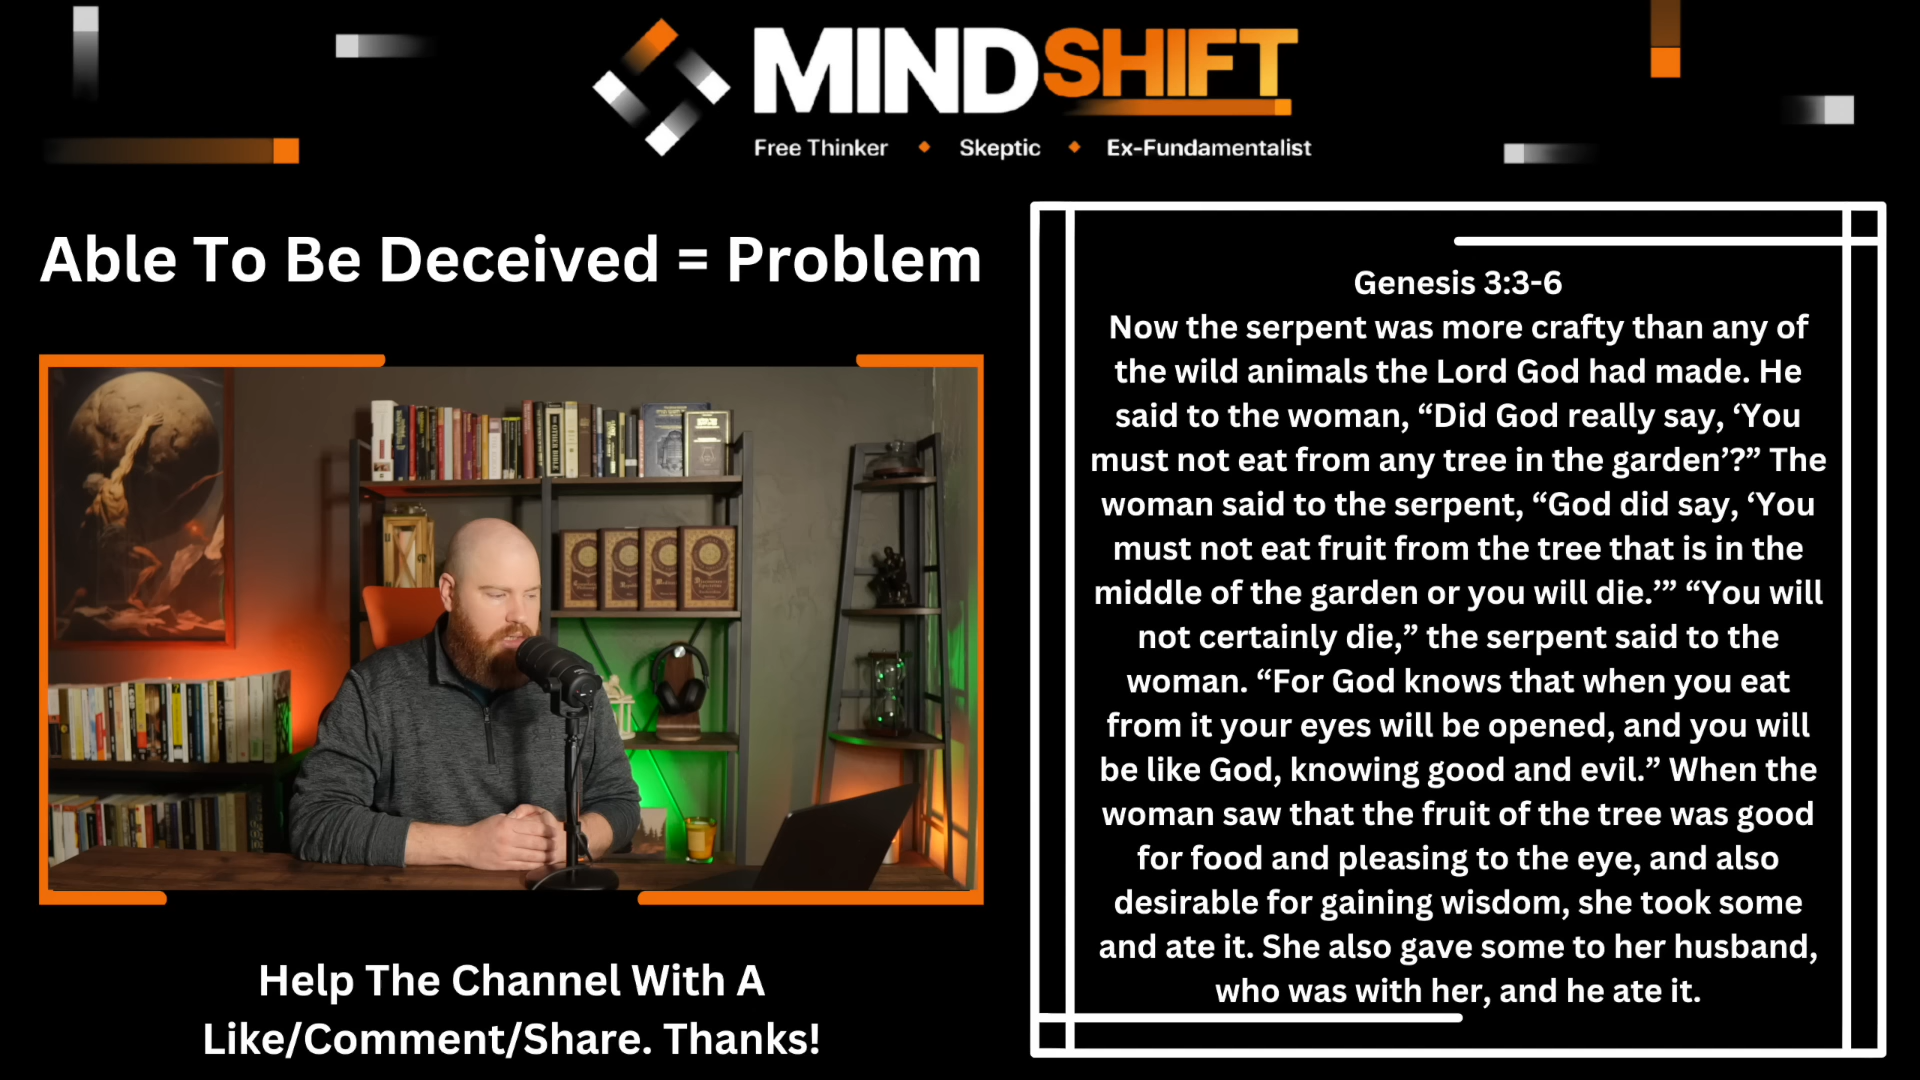 MINDSHIFT
Free Thinker ◆ Skeptic ◆ Ex-Fundamentalist
Able To Be Deceived = Problem
Help The Channel With A
Like/Comment/Share. Thanks!
Genesis 3:3-6
Now the serpent was more crafty than any of
the wild animals the Lord God had made. He
said to the woman, “Did God really say, ‘You
must not eat from any tree in the garden’?” The
woman said to the serpent, “God did say, ‘You
must not eat fruit from the tree that is in the
middle of the garden or you will die.’” “You will
not certainly die,” the serpent said to the
woman. “For God knows that when you eat
from it your eyes will be opened, and you will
be like God, knowing good and evil.” When the
woman saw that the fruit of the tree was good
for food and pleasing to the eye, and also
desirable for gaining wisdom, she took some
and ate it. She also gave some to her husband,
who was with her, and he ate it.